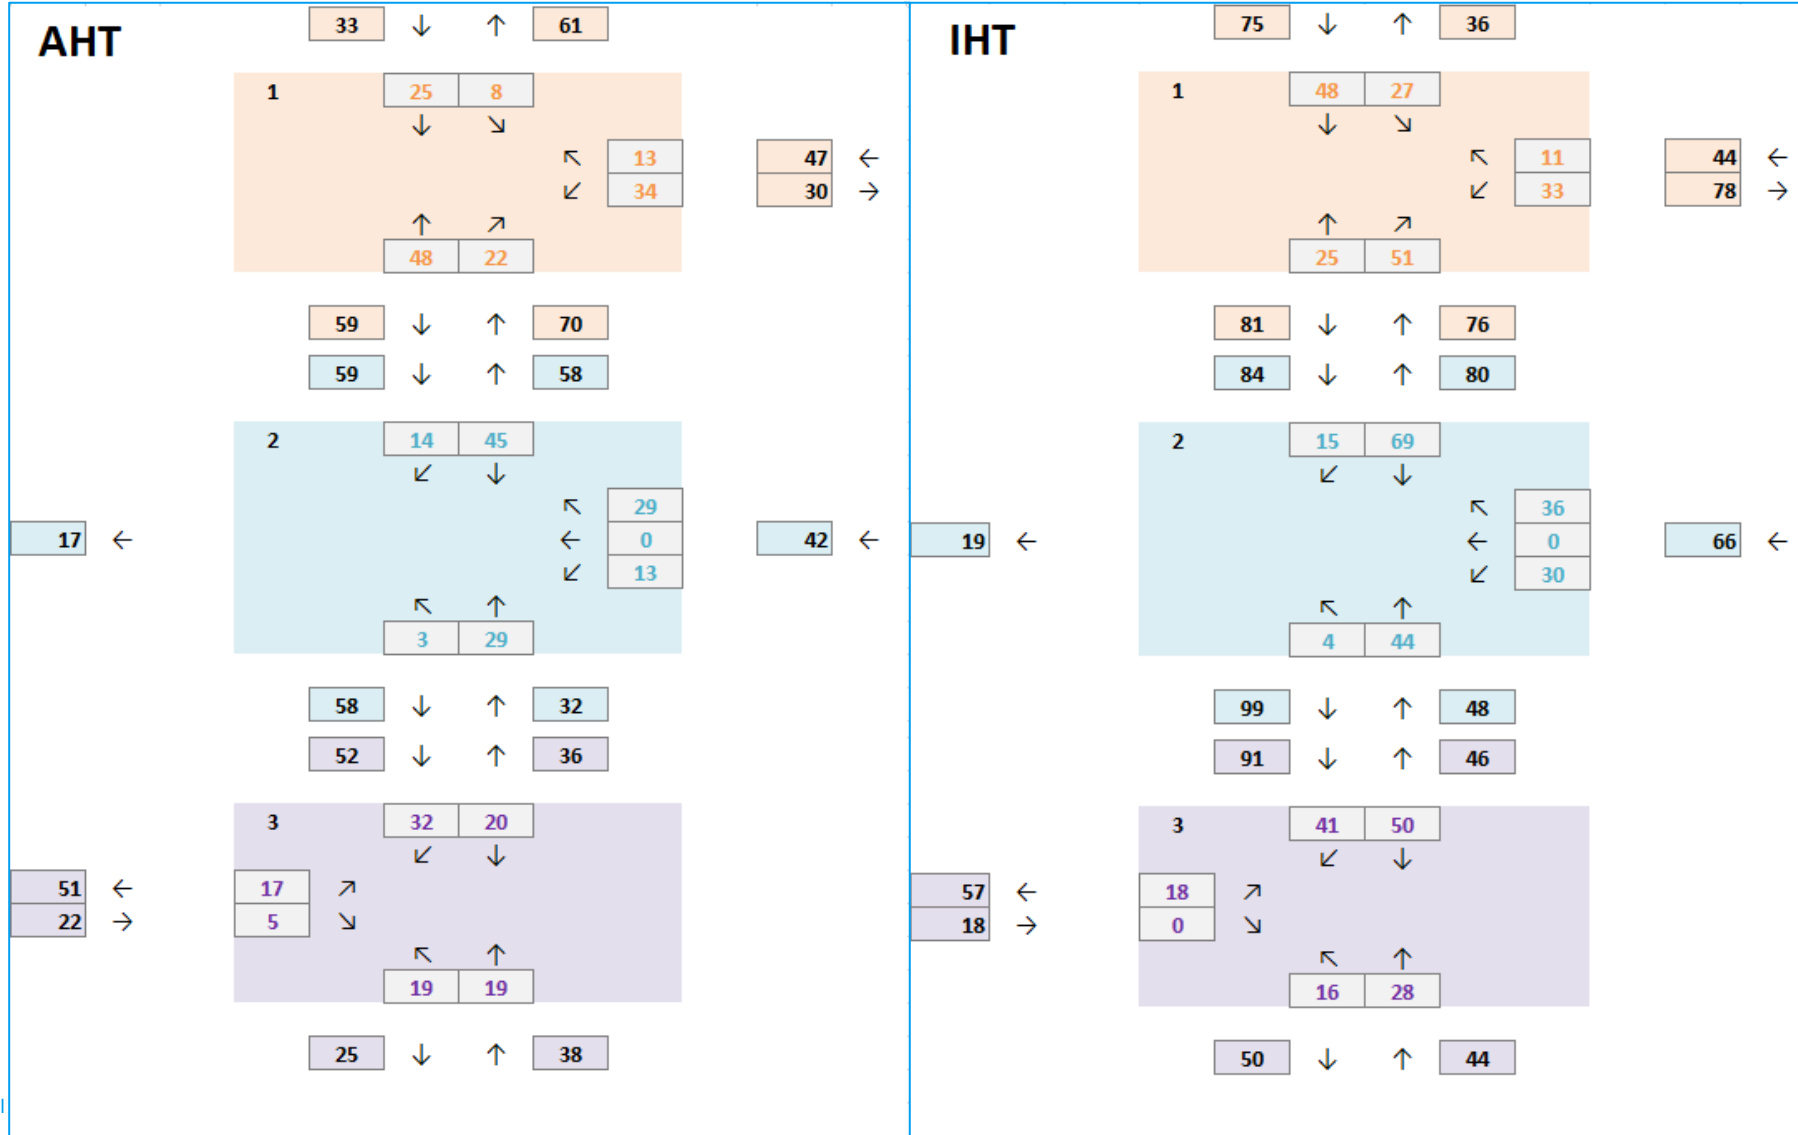 AHT
33 ↓ ↑ 61
1 25 8
↓ ↘
↖ 13 47 ←
↙ 34 30 →
↑ ↗
48 22
59 ↓ ↑ 70
59 ↓ ↑ 58
2 14 45
↙ ↓
↖ 29
17 ← ← 0 42 ←
↙ 13
↖ ↑
3 29
58 ↓ ↑ 32
52 ↓ ↑ 36
3 32 20
↙ ↓
51 ← 17 ↗
22 → 5 ↘
↖ ↑
19 19
25 ↓ ↑ 38
IHT
75 ↓ ↑ 36
1 48 27
↓ ↘
↖ 11 44 ←
↙ 33 78 →
↑ ↗
25 51
81 ↓ ↑ 76
84 ↓ ↑ 80
2 15 69
↙ ↓
↖ 36
19 ← ← 0 66 ←
↙ 30
↖ ↑
4 44
99 ↓ ↑ 48
91 ↓ ↑ 46
3 41 50
↙ ↓
57 ← 18 ↗
18 → 0 ↘
↖ ↑
16 28
50 ↓ ↑ 44